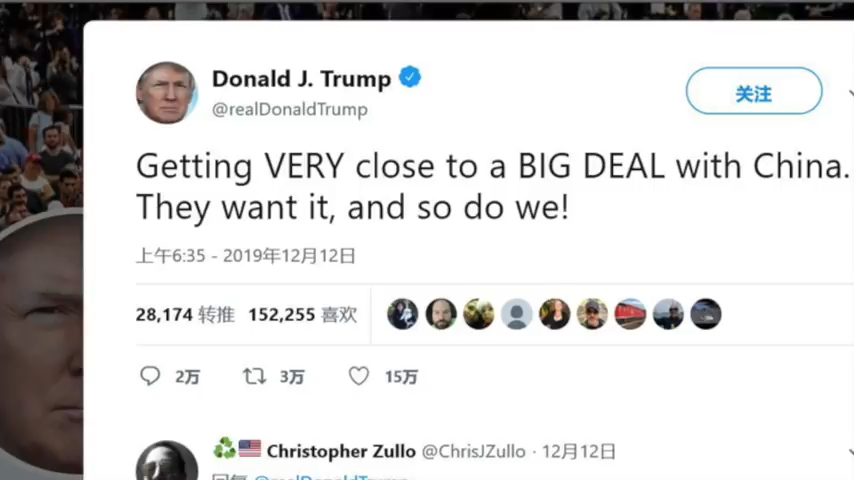 Donald J. Trump
关注
@realDonaldTrump
Getting VERY close to a BIG DEAL with China.
They want it, and so do we!
上午6:35 - 2019年12月12日
28,174 转推 152,255 喜欢
2万 3万 15万
Christopher Zullo @ChrisJZullo · 12月12日
回复 @realDonaldTrump